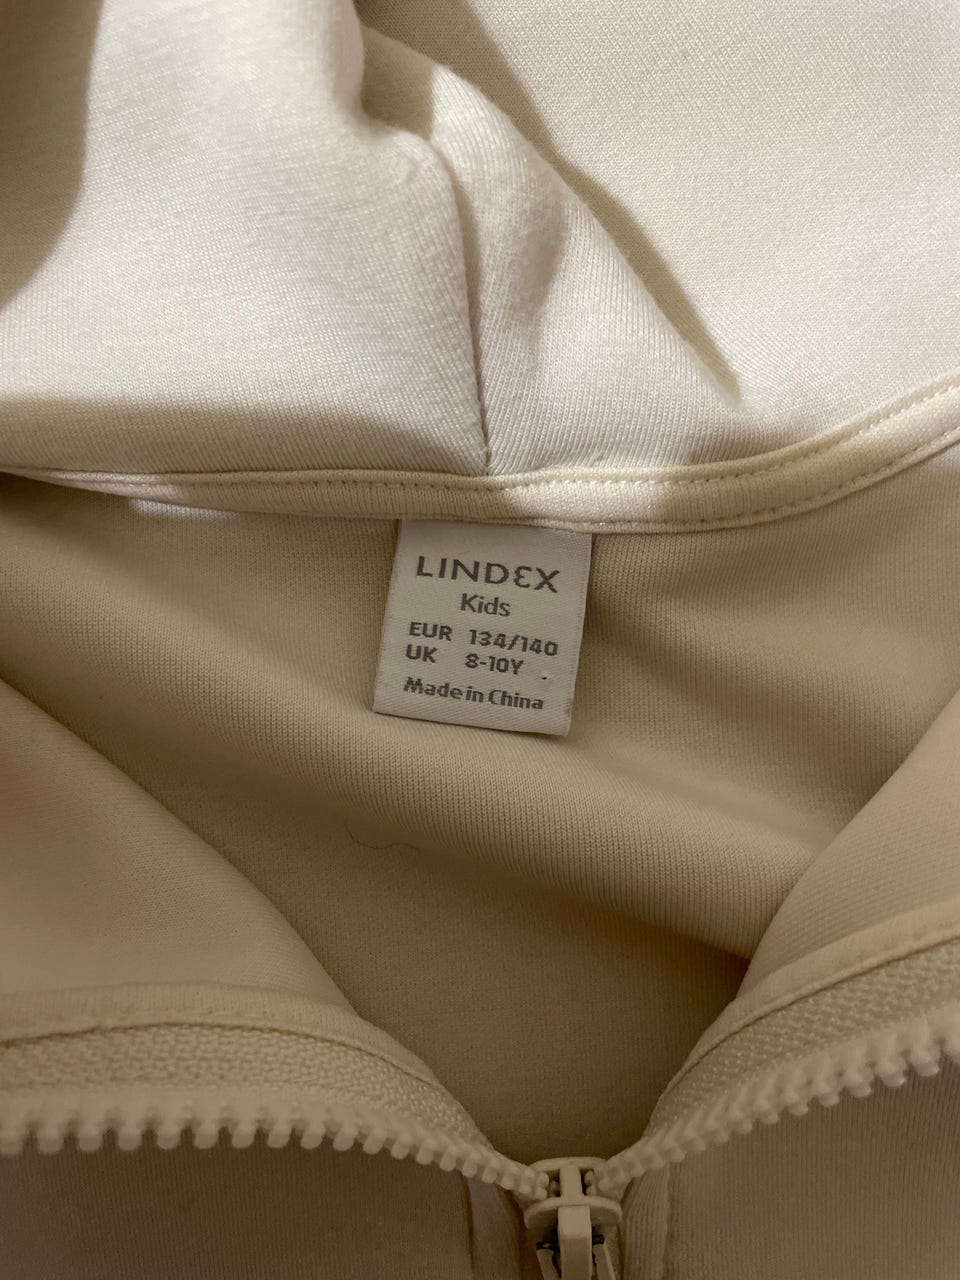 LINDEX
Kids
EUR 134/140
UK 8-10Y
Made in China